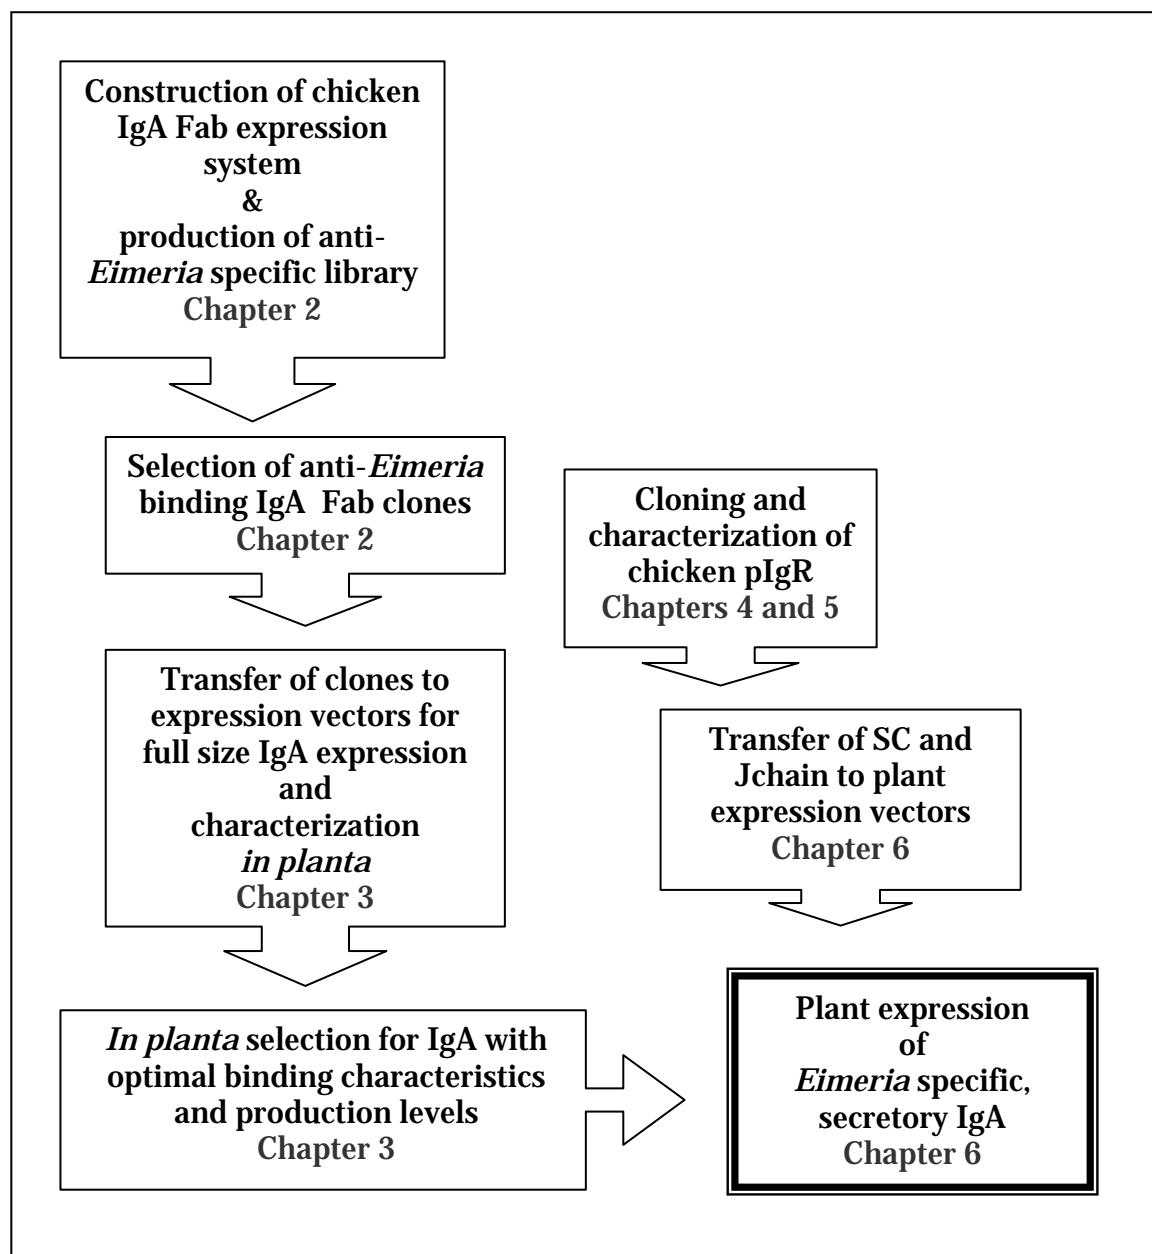 Construction of chicken
IgA Fab expression
system
&
production of anti-
Eimeria specific library
Chapter 2
Selection of anti-Eimeria
binding IgA Fab clones
Chapter 2
Transfer of clones to
expression vectors for
full size IgA expression
and
characterization
in planta
Chapter 3
In planta selection for IgA with
optimal binding characteristics
and production levels
Chapter 3
Cloning and
characterization of
chicken pIgR
Chapters 4 and 5
Transfer of SC and
Jchain to plant
expression vectors
Chapter 6
Plant expression
of
Eimeria specific,
secretory IgA
Chapter 6